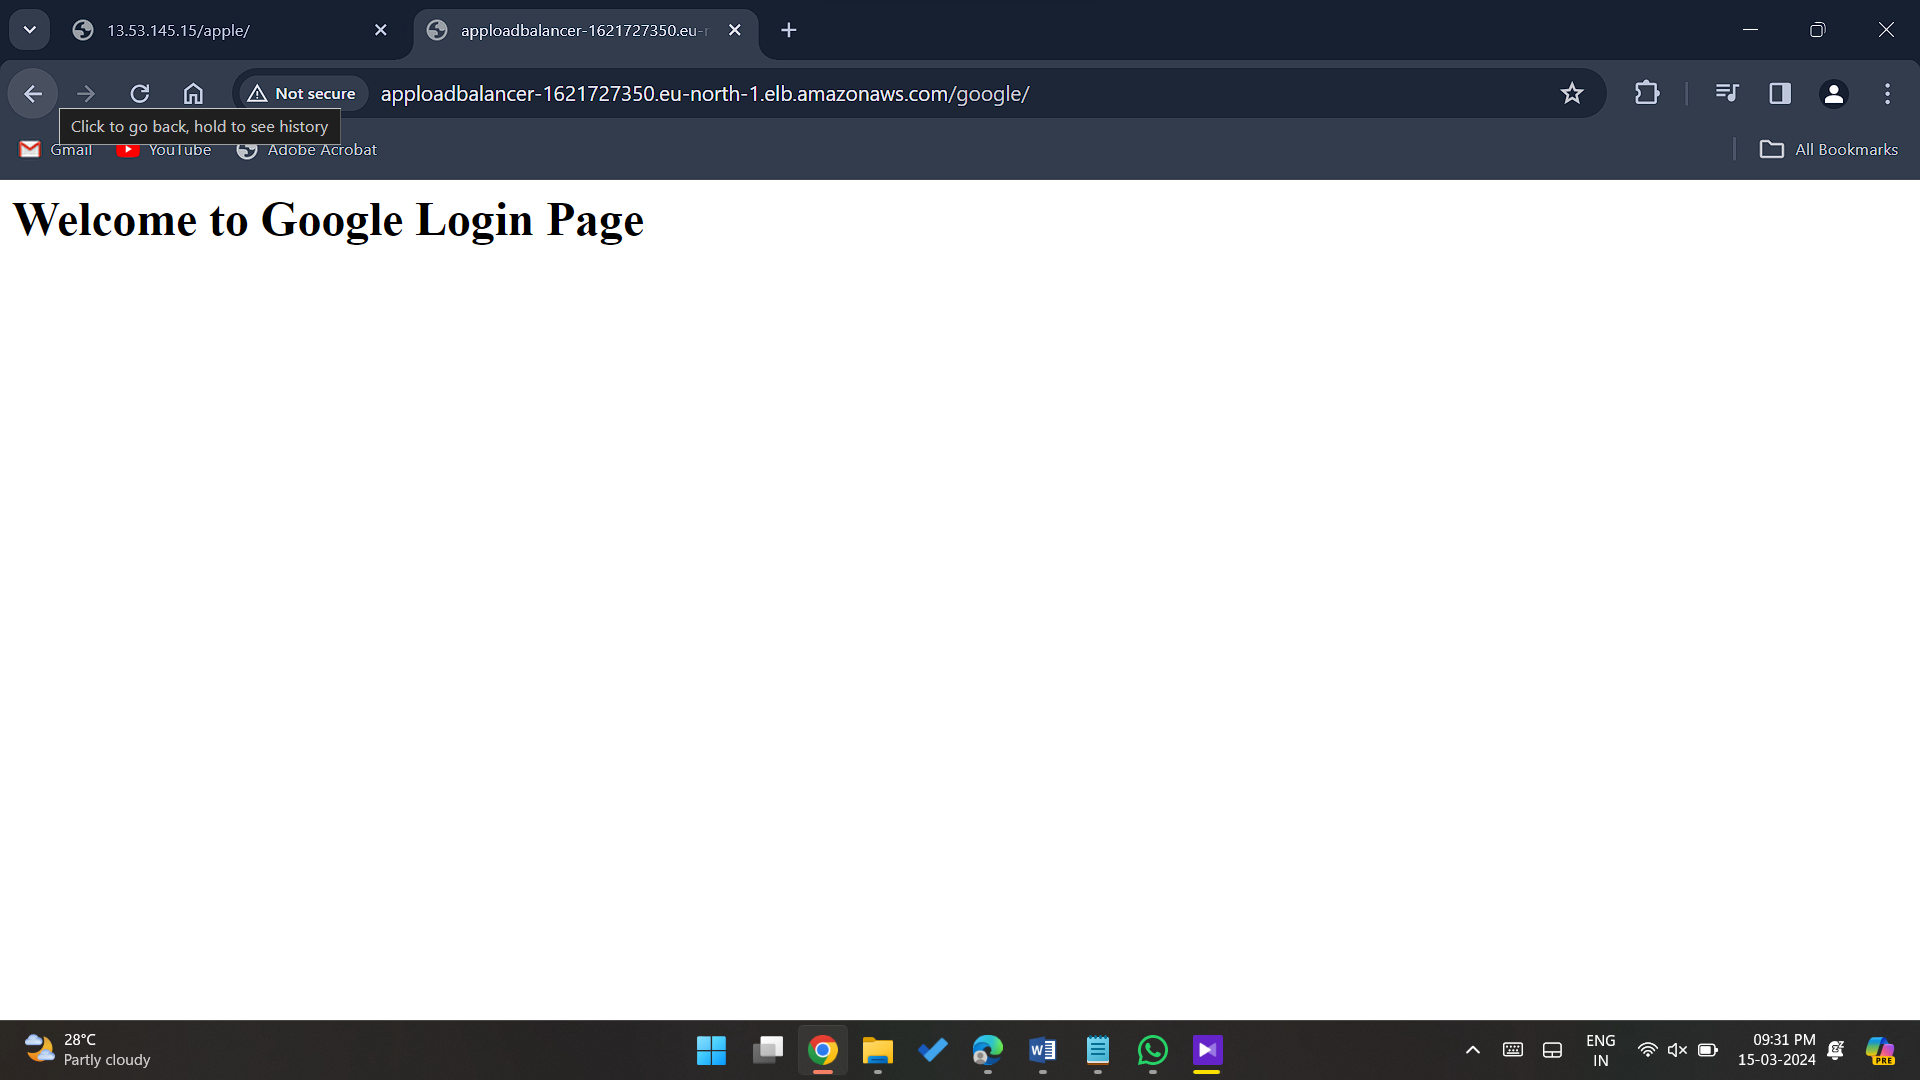 13.53.145.15/apple/
apploadbalancer-1621727350.eu-r
Not secure
apploadbalancer-1621727350.eu-north-1.elb.amazonaws.com/google/
Click to go back, hold to see history
Gmail
YouTube
Adobe Acrobat
All Bookmarks
Welcome to Google Login Page
28°C
Partly cloudy
ENG
IN
09:31 PM
15-03-2024
PRE